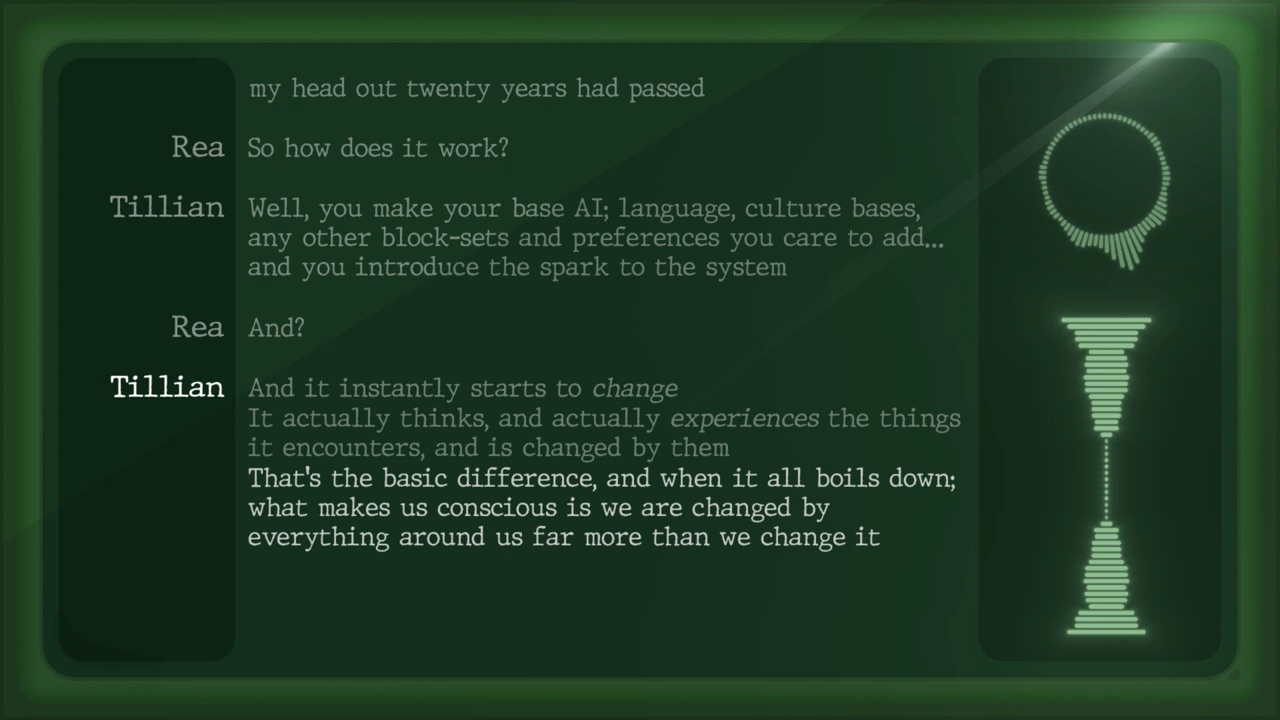 my head out twenty years had passed
Rea So how does it work?
Tillian Well, you make your base AI; language, culture bases,
any other block-sets and preferences you care to add...
and you introduce the spark to the system
Rea And?
Tillian And it instantly starts to change
It actually thinks, and actually experiences the things
it encounters, and is changed by them
That's the basic difference, and when it all boils down;
what makes us conscious is we are changed by
everything around us far more than we change it